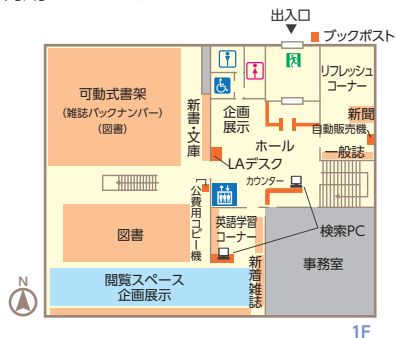 出入口
ブックポスト
リフレッシュ
コーナー
可動式書架
(雑誌バックナンバー)
(図書)
新書・文庫
企画
展示
新聞
自動販売機
ホール
一般誌
LAデスク
カウンター
公費用コピー機
図書
英語学習
コーナー
検索PC
新着雑誌
事務室
閲覧スペース
企画展示
N
1F